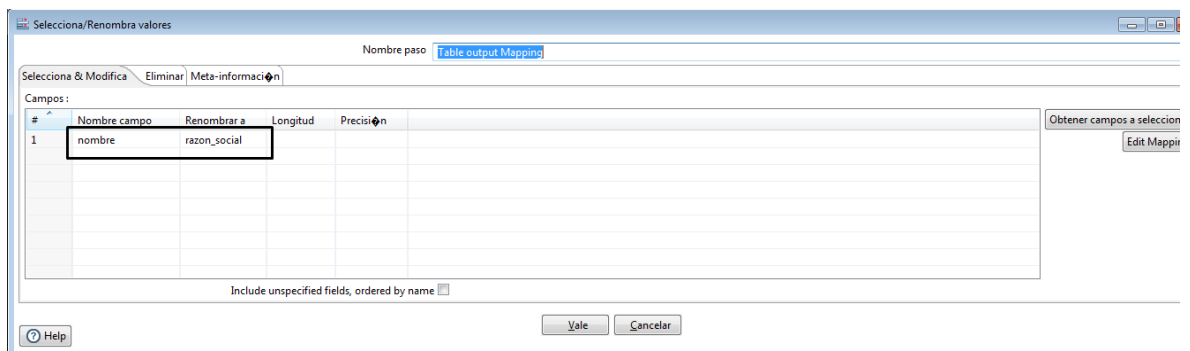 Selecciona/Renombra valores
Nombre paso Table output Mapping
Selecciona & Modifica Eliminar Meta-informaci�n
Campos :
# Nombre campo Renombrar a Longitud Precisi�n
1 nombre razon_social
Obtener campos a seleccion
Edit Mappin
Include unspecified fields, ordered by name
Vale Cancelar
Help